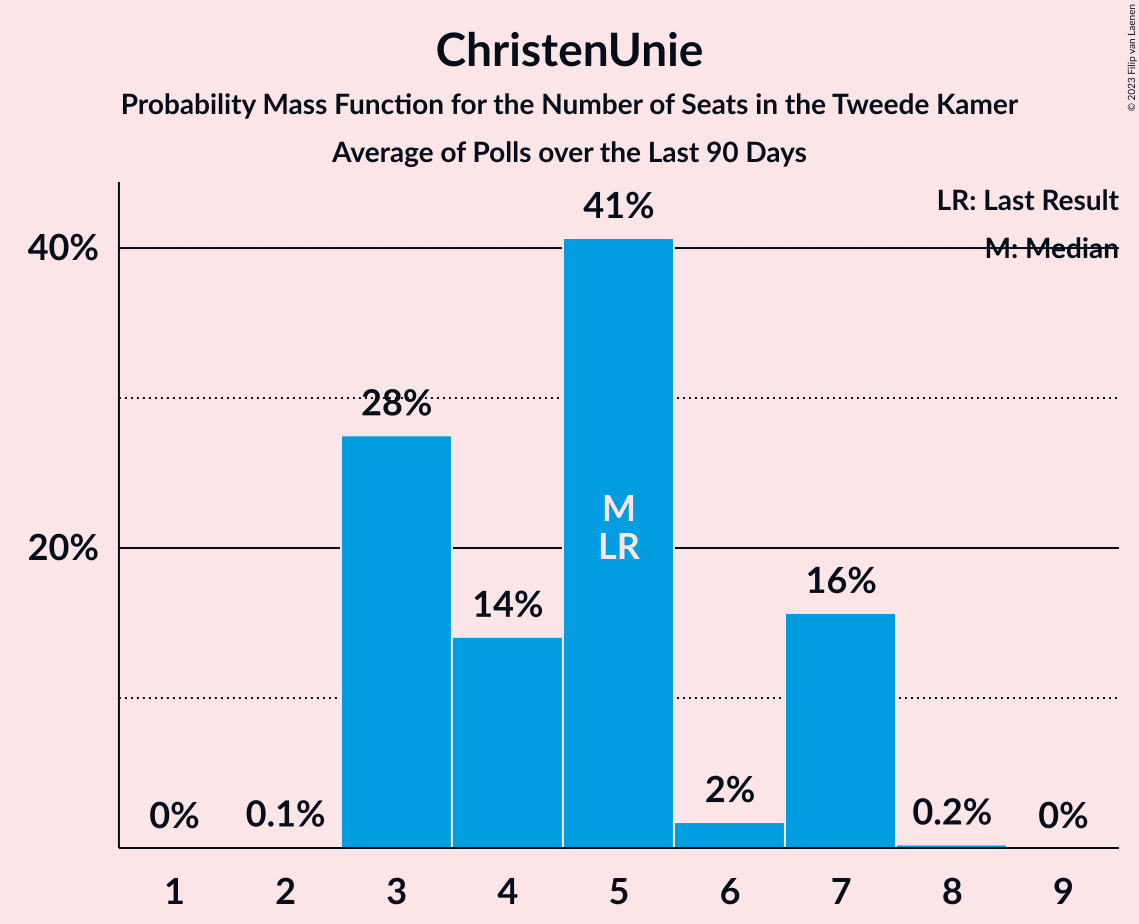 ChristenUnie
Probability Mass Function for the Number of Seats in the Tweede Kamer
Average of Polls over the Last 90 Days
© 2023 Filip van Laenen
LR: Last Result
M: Median
40%
20%
0%
0.1%
28%
14%
41%
M
LR
2%
16%
0.2%
0%
1 2 3 4 5 6 7 8 9